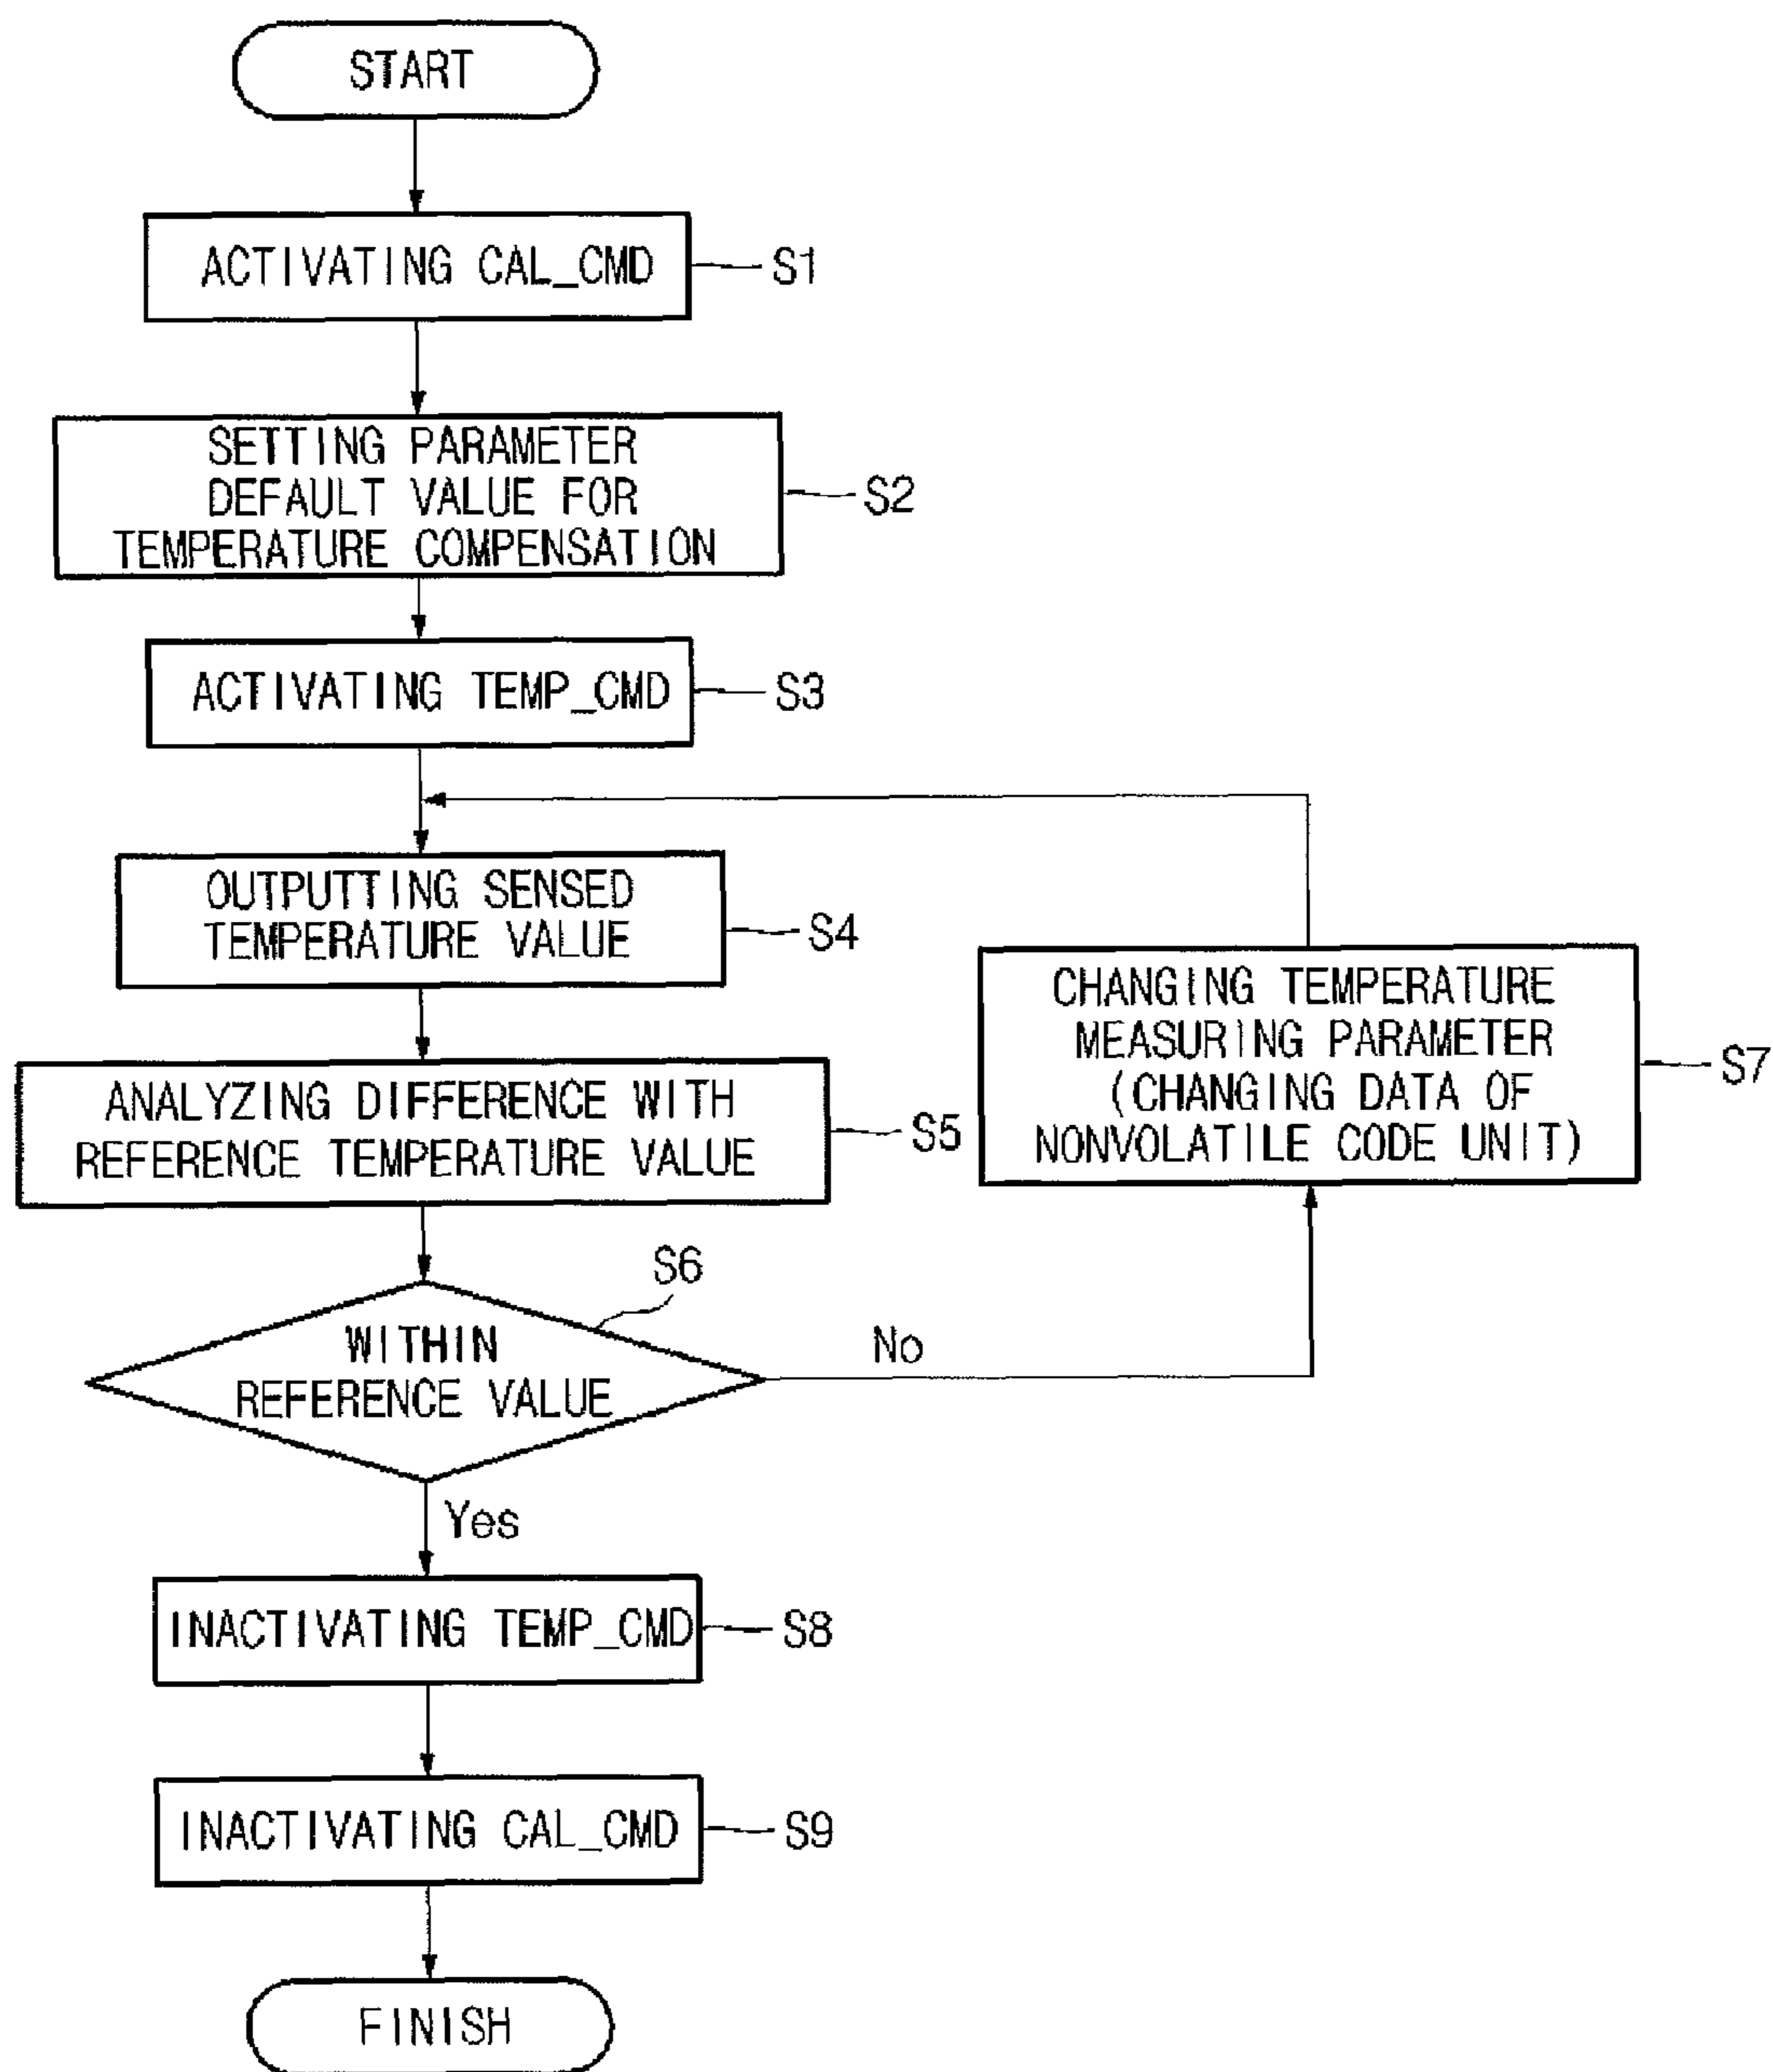 START
ACTIVATING CAL_CMD
S1
SETTING PARAMETER
DEFAULT VALUE FOR
TEMPERATURE COMPENSATION
S2
ACTIVATING TEMP_CMD
S3
OUTPUTTING SENSED
TEMPERATURE VALUE
S4
CHANGING TEMPERATURE
MEASURING PARAMETER
(CHANGING DATA OF
NONVOLATILE CODE UNIT)
S7
ANALYZING DIFFERENCE WITH
REFERENCE TEMPERATURE VALUE
S5
S6
WITHIN
REFERENCE VALUE
No
Yes
INACTIVATING TEMP_CMD
S8
INACTIVATING CAL_CMD
S9
FINISH